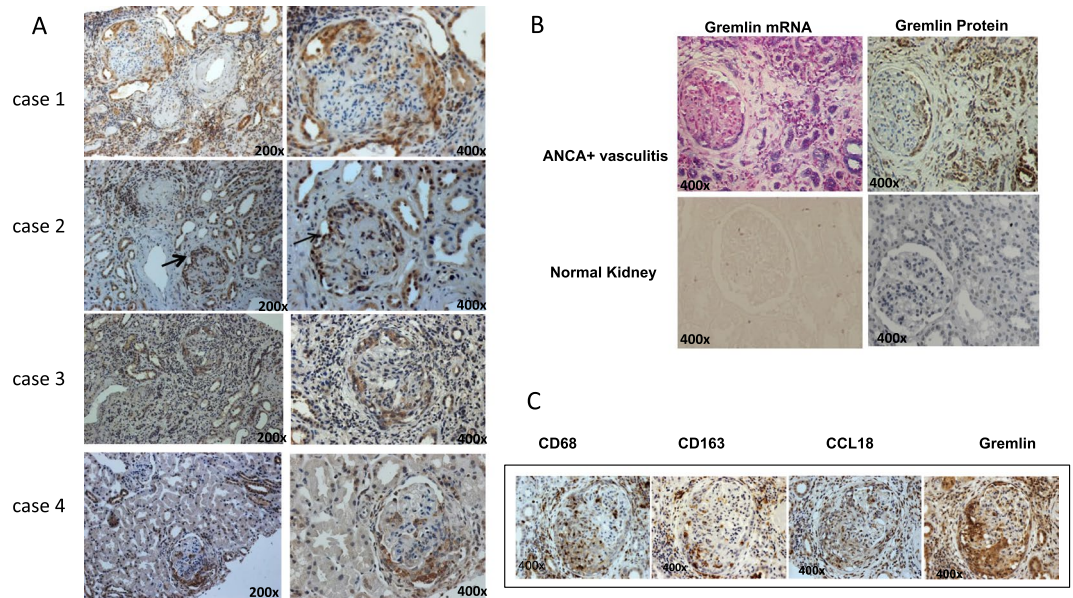 A
case 1
200x
400x
case 2
200x
400x
case 3
200x
400x
case 4
200x
400x
B
Gremlin mRNA
Gremlin Protein
ANCA+ vasculitis
400x
400x
Normal Kidney
400x
400x
C
CD68
CD163
CCL18
Gremlin
400x
400x
400x
400x